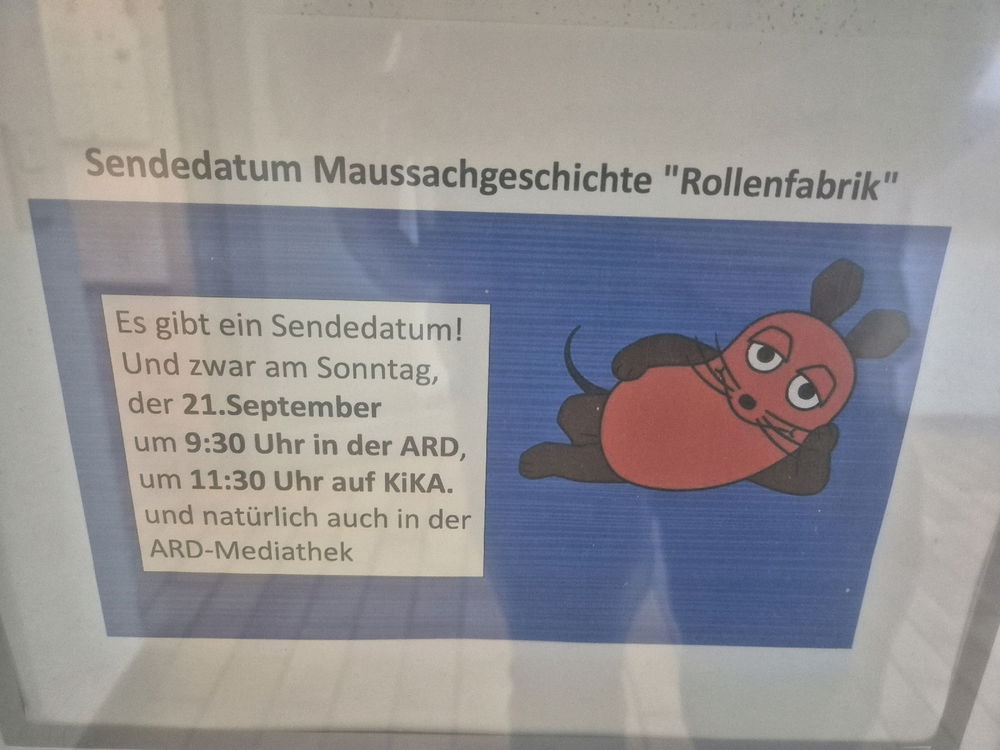 Sendedatum Maussachgeschichte "Rollenfabrik"
Es gibt ein Sendedatum!
Und zwar am Sonntag,
der 21.September
um 9:30 Uhr in der ARD,
um 11:30 Uhr auf KiKA.
und natürlich auch in der
ARD-Mediathek